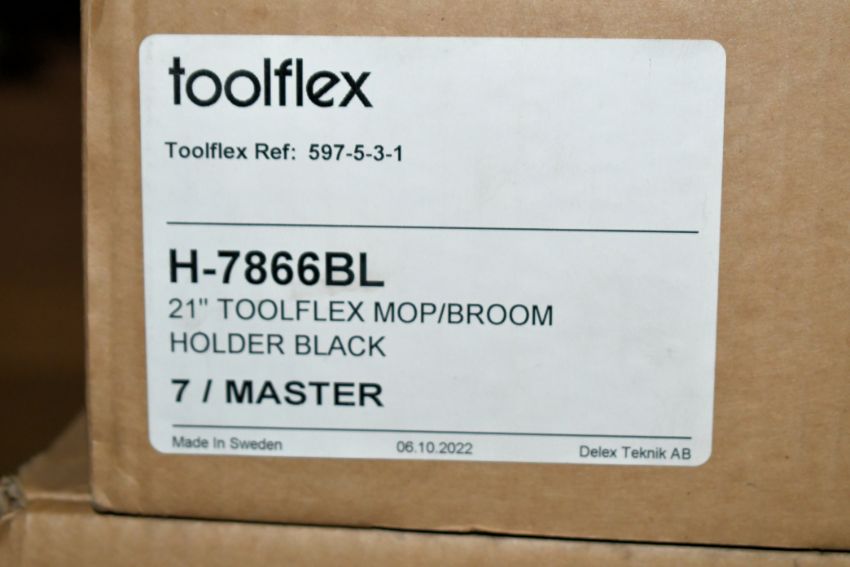 toolflex
Toolflex Ref: 597-5-3-1
H-7866BL
21" TOOLFLEX MOP/BROOM
HOLDER BLACK
7 / MASTER
Made In Sweden 06.10.2022 Delex Teknik AB